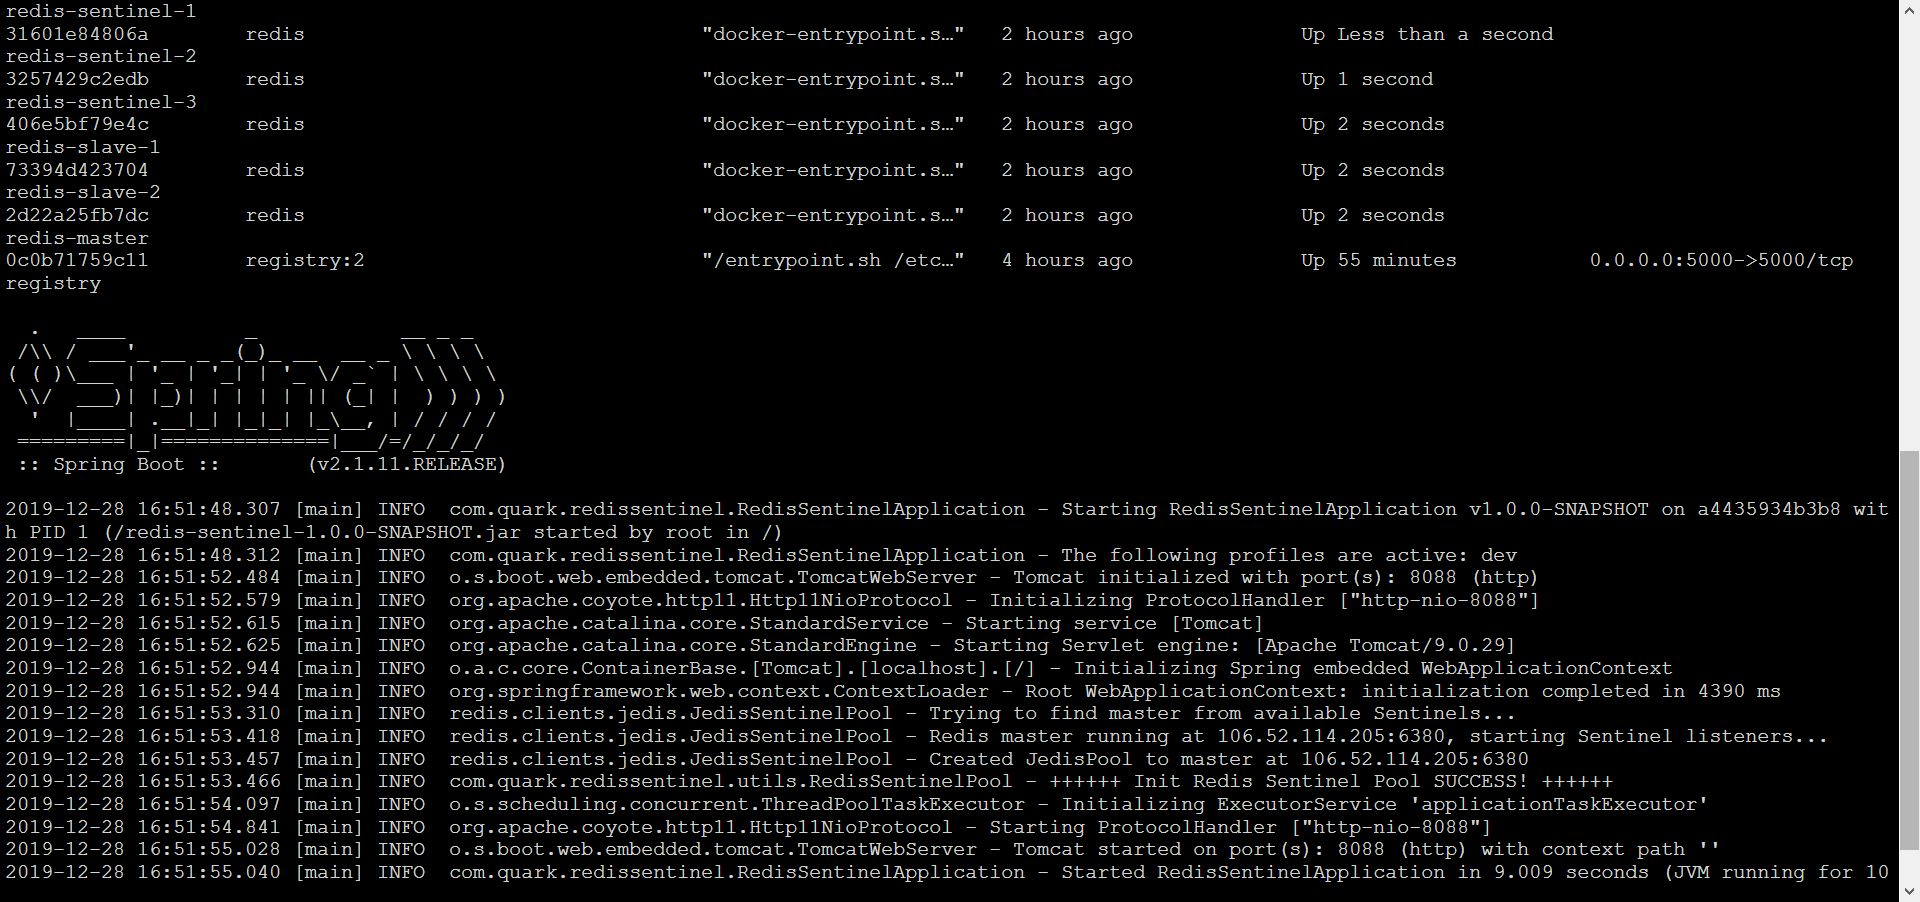 redis-sentinel-1
31601e84806a        redis                                 "docker-entrypoint.s…"   2 hours ago              Up Less than a second
redis-sentinel-2
3257429c2edb        redis                                 "docker-entrypoint.s…"   2 hours ago              Up 1 second
redis-sentinel-3
406e5bf79e4c        redis                                 "docker-entrypoint.s…"   2 hours ago              Up 2 seconds
redis-slave-1
73394d423704        redis                                 "docker-entrypoint.s…"   2 hours ago              Up 2 seconds
redis-slave-2
2d22a25fb7dc        redis                                 "docker-entrypoint.s…"   2 hours ago              Up 2 seconds
redis-master
0c0b71759c11        registry:2                            "/entrypoint.sh /etc…"   4 hours ago              Up 55 minutes           0.0.0.0:5000->5000/tcp
registry
  .   ____          _            __ _ _
 /\\ / ___'_ __ _ _(_)_ __  __ _ \ \ \ \
( ( )\___ | '_ | '_| | '_ \/ _` | \ \ \ \
 \\/  ___)| |_)| | | | | || (_| |  ) ) ) )
  '  |____| .__|_| |_|_| |_\__, | / / / /
 =========|_|==============|___/=/_/_/_/
 :: Spring Boot ::       (v2.1.11.RELEASE)
2019-12-28 16:51:48.307 [main] INFO  com.quark.redissentinel.RedisSentinelApplication - Starting RedisSentinelApplication v1.0.0-SNAPSHOT on a4435934b3b8 wit
h PID 1 (/redis-sentinel-1.0.0-SNAPSHOT.jar started by root in /)
2019-12-28 16:51:48.312 [main] INFO  com.quark.redissentinel.RedisSentinelApplication - The following profiles are active: dev
2019-12-28 16:51:52.484 [main] INFO  o.s.boot.web.embedded.tomcat.TomcatWebServer - Tomcat initialized with port(s): 8088 (http)
2019-12-28 16:51:52.579 [main] INFO  org.apache.coyote.http11.Http11NioProtocol - Initializing ProtocolHandler ["http-nio-8088"]
2019-12-28 16:51:52.615 [main] INFO  org.apache.catalina.core.StandardService - Starting service [Tomcat]
2019-12-28 16:51:52.625 [main] INFO  org.apache.catalina.core.StandardEngine - Starting Servlet engine: [Apache Tomcat/9.0.29]
2019-12-28 16:51:52.944 [main] INFO  o.a.c.core.ContainerBase.[Tomcat].[localhost].[/] - Initializing Spring embedded WebApplicationContext
2019-12-28 16:51:52.944 [main] INFO  org.springframework.web.context.ContextLoader - Root WebApplicationContext: initialization completed in 4390 ms
2019-12-28 16:51:53.310 [main] INFO  redis.clients.jedis.JedisSentinelPool - Trying to find master from available Sentinels...
2019-12-28 16:51:53.418 [main] INFO  redis.clients.jedis.JedisSentinelPool - Redis master running at 106.52.114.205:6380, starting Sentinel listeners...
2019-12-28 16:51:53.457 [main] INFO  redis.clients.jedis.JedisSentinelPool - Created JedisPool to master at 106.52.114.205:6380
2019-12-28 16:51:53.466 [main] INFO  com.quark.redissentinel.utils.RedisSentinelPool - ++++++ Init Redis Sentinel Pool SUCCESS! ++++++
2019-12-28 16:51:54.097 [main] INFO  o.s.scheduling.concurrent.ThreadPoolTaskExecutor - Initializing ExecutorService 'applicationTaskExecutor'
2019-12-28 16:51:54.841 [main] INFO  org.apache.coyote.http11.Http11NioProtocol - Starting ProtocolHandler ["http-nio-8088"]
2019-12-28 16:51:55.028 [main] INFO  o.s.boot.web.embedded.tomcat.TomcatWebServer - Tomcat started on port(s): 8088 (http) with context path ''
2019-12-28 16:51:55.040 [main] INFO  com.quark.redissentinel.RedisSentinelApplication - Started RedisSentinelApplication in 9.009 seconds (JVM running for 10